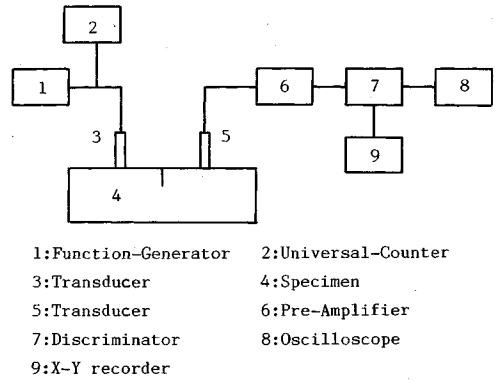 2
1
6
7
8
3
5
9
4
1:Function-Generator 2:Universal-Counter
3:Transducer 4:Specimen
5:Transducer 6:Pre-Amplifier
7:Discriminator 8:Oscilloscope
9:X-Y recorder